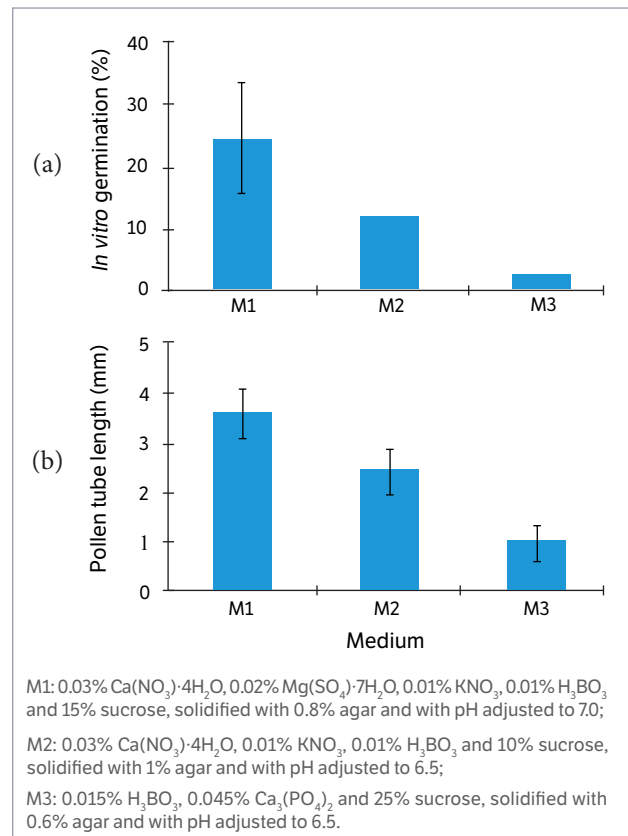 (a)
In vitro germination (%)
40
30
20
10
0
M1 M2 M3
(b)
Pollen tube length (mm)
5
4
3
2
1
0
M1 M2 M3
Medium
M1: 0.03% Ca(NO₃)·4H₂O, 0.02% Mg(SO₄)·7H₂O, 0.01% KNO₃, 0.01% H₃BO₃
and 15% sucrose, solidified with 0.8% agar and with pH adjusted to 7.0;
M2: 0.03% Ca(NO₃)·4H₂O, 0.01% KNO₃, 0.01% H₃BO₃ and 10% sucrose,
solidified with 1% agar and with pH adjusted to 6.5;
M3: 0.015% H₃BO₃, 0.045% Ca₃(PO₄)₂ and 25% sucrose, solidified with
0.6% agar and with pH adjusted to 6.5.